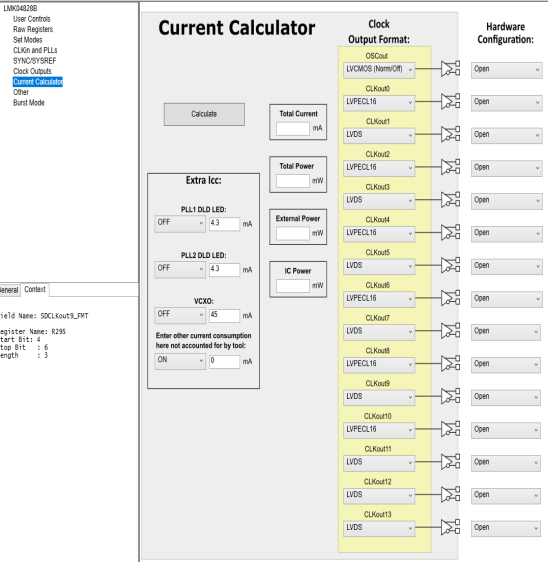 LMK04828B
User Controls
Raw Registers
Set Modes
CLKin and PLLs
SYNC/SYSREF
Clock Outputs
Current Calculator
Other
Burst Mode
General Context
ield Name: SDCLKout9_FMT
egister Name: R295
tart Bit: 4
top Bit : 6
ength : 3
Current Calculator
Calculate
Total Current
mA
Total Power
mW
External Power
mW
IC Power
mW
Extra Icc:
PLL1 DLD LED:
OFF 4.3 mA
PLL2 DLD LED:
OFF 4.3 mA
VCXO:
OFF 45 mA
Enter other current consumption
here not accounted for by tool:
ON 0 mA
Clock
Output Format:
Hardware
Configuration:
OSCout
LVCMOS (Norm/Off) Open
CLKout0
LVPECL16 Open
CLKout1
LVDS Open
CLKout2
LVPECL16 Open
CLKout3
LVDS Open
CLKout4
LVPECL16 Open
CLKout5
LVDS Open
CLKout6
LVPECL16 Open
CLKout7
LVDS Open
CLKout8
LVPECL16 Open
CLKout9
LVDS Open
CLKout10
LVPECL16 Open
CLKout11
LVDS Open
CLKout12
LVDS Open
CLKout13
LVDS Open